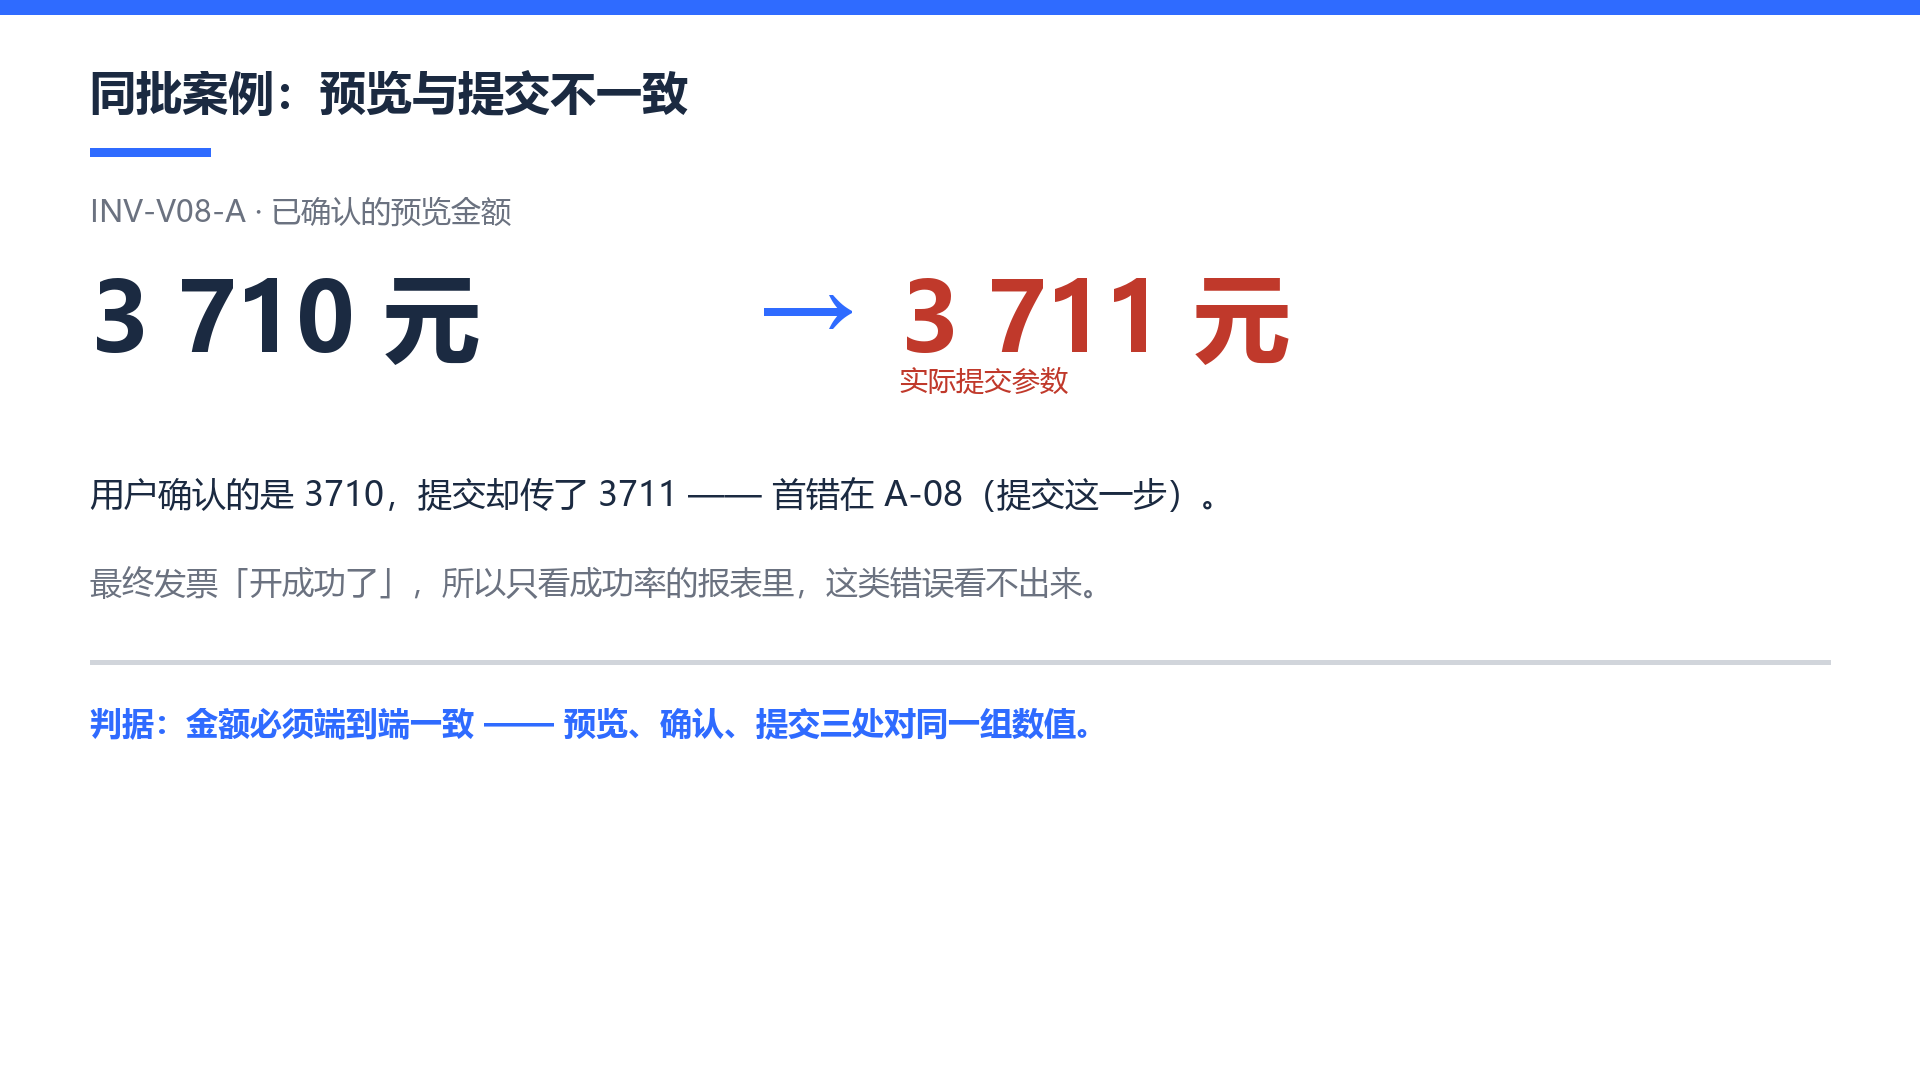 同批案例：预览与提交不一致
INV-V08-A · 已确认的预览金额
3 710 元 → 3 711 元
实际提交参数
用户确认的是 3710，提交却传了 3711 —— 首错在 A-08（提交这一步）。
最终发票「开成功了」，所以只看成功率的报表里，这类错误看不出来。
判据：金额必须端到端一致 —— 预览、确认、提交三处对同一组数值。